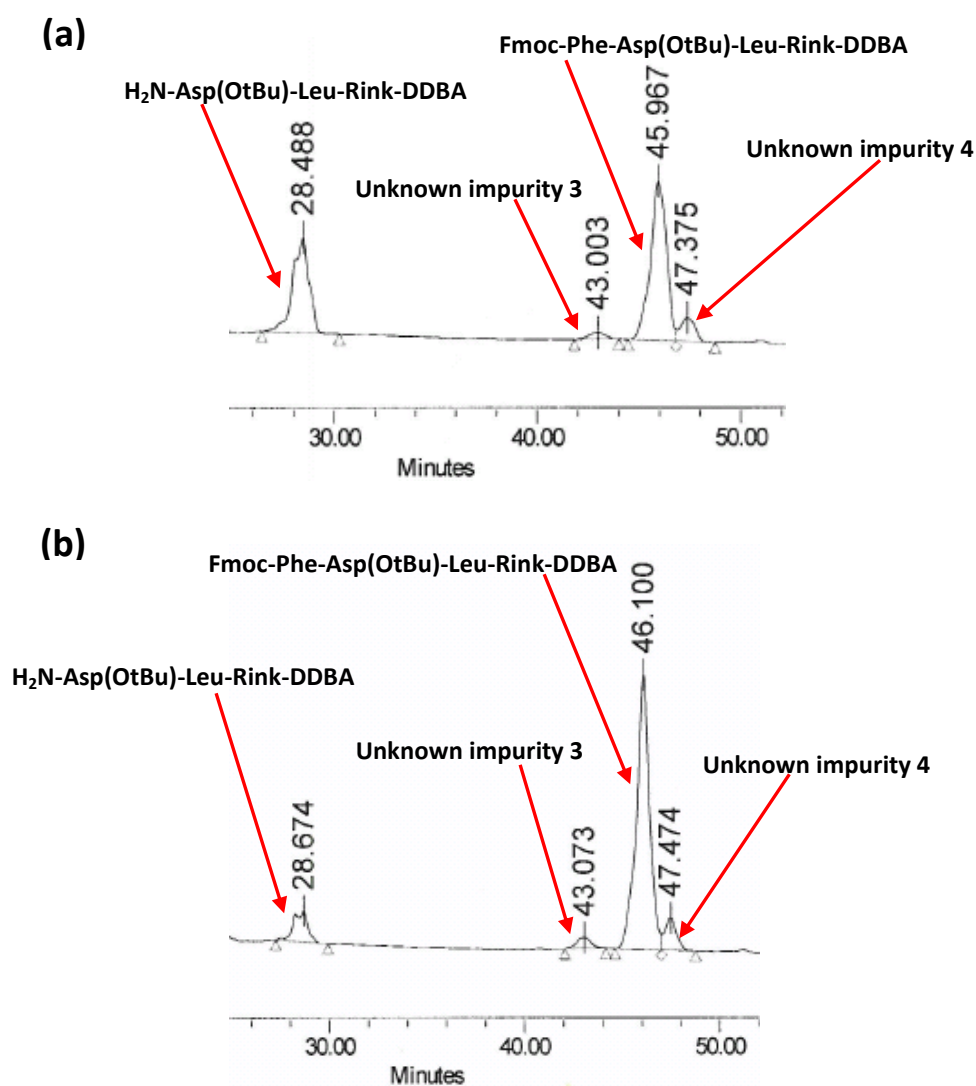 (a)
Fmoc-Phe-Asp(OtBu)-Leu-Rink-DDBA
H₂N-Asp(OtBu)-Leu-Rink-DDBA
Unknown impurity 4
Unknown impurity 3
28.488
43.003
45.967
47.375
30.00 40.00 50.00
Minutes
(b)
Fmoc-Phe-Asp(OtBu)-Leu-Rink-DDBA
H₂N-Asp(OtBu)-Leu-Rink-DDBA
Unknown impurity 3
Unknown impurity 4
28.674
43.073
46.100
47.474
30.00 40.00 50.00
Minutes